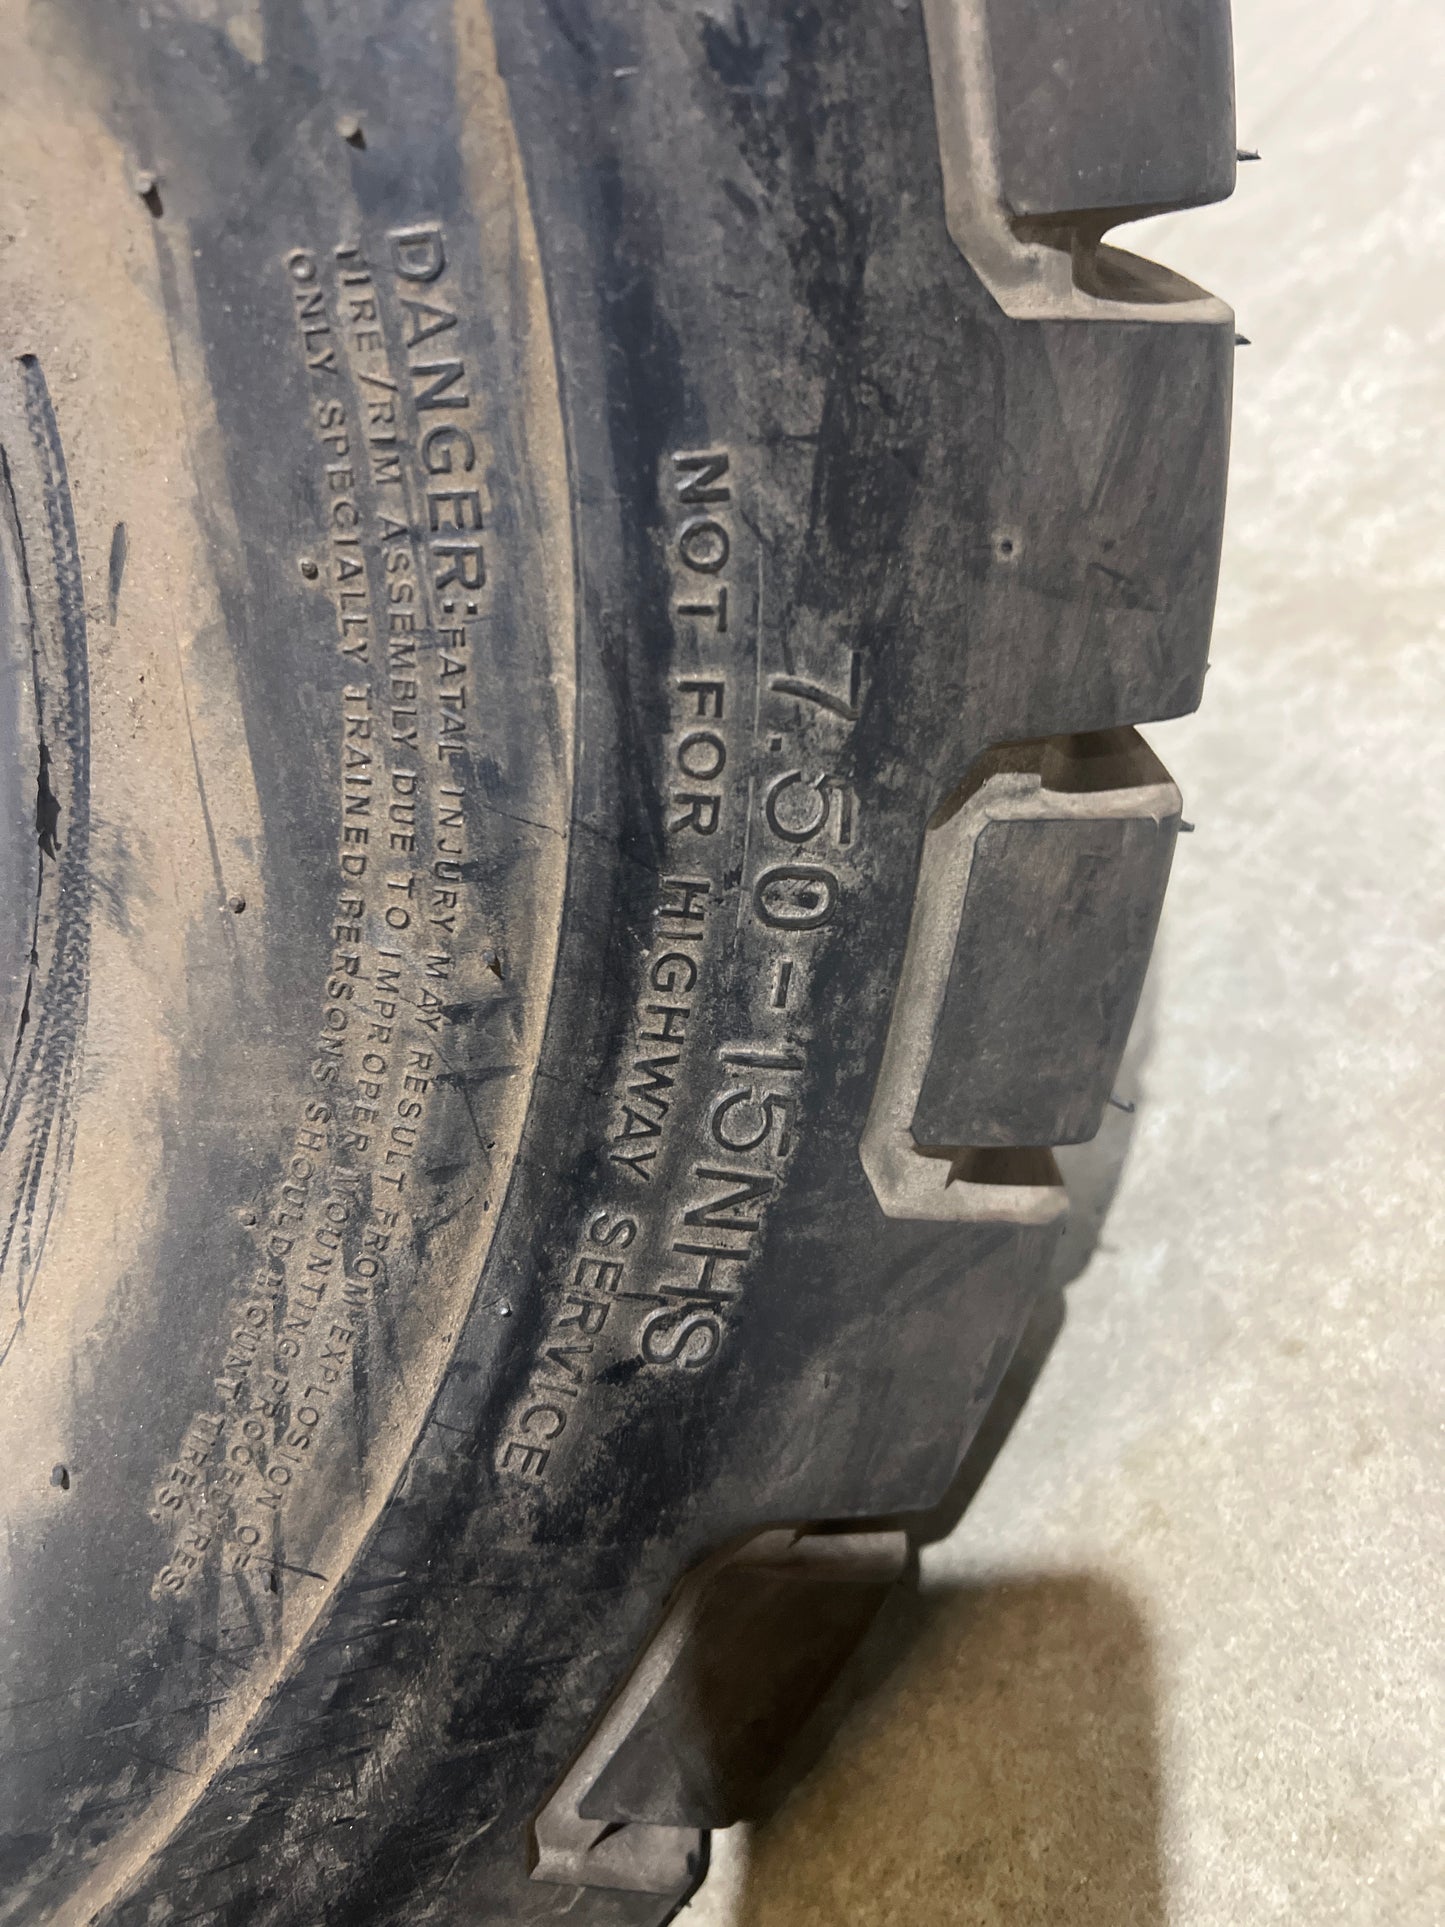 7.50-15NHS
NOT FOR HIGHWAY SERVICE
DANGER: FATAL INJURY MAY RESULT FROM EXPLOSION OF
TIRE/RIM ASSEMBLY DUE TO IMPROPER MOUNTING PROCEDURES.
ONLY SPECIALLY TRAINED PERSONS SHOULD MOUNT TIRES.